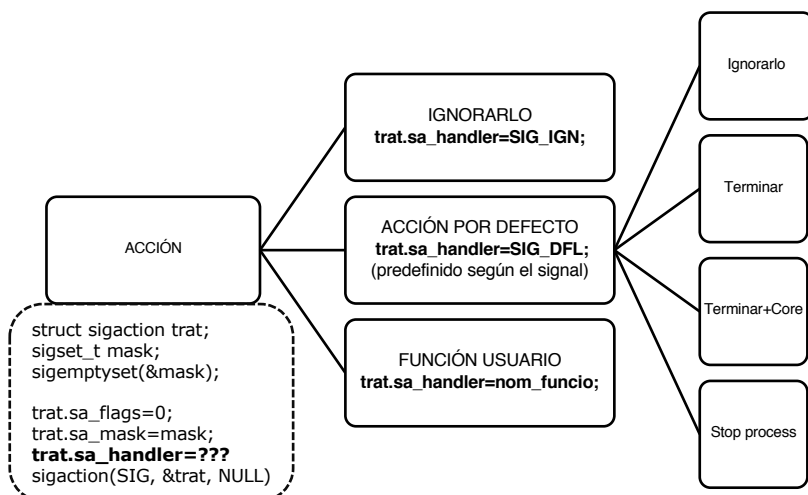 ACCIÓN
struct sigaction trat;
sigset_t mask;
sigemptyset(&mask);
trat.sa_flags=0;
trat.sa_mask=mask;
trat.sa_handler=???
sigaction(SIG, &trat, NULL)
IGNORARLO
trat.sa_handler=SIG_IGN;
ACCIÓN POR DEFECTO
trat.sa_handler=SIG_DFL;
(predefinido según el signal)
FUNCIÓN USUARIO
trat.sa_handler=nom_funcio;
Ignorarlo
Terminar
Terminar+Core
Stop process